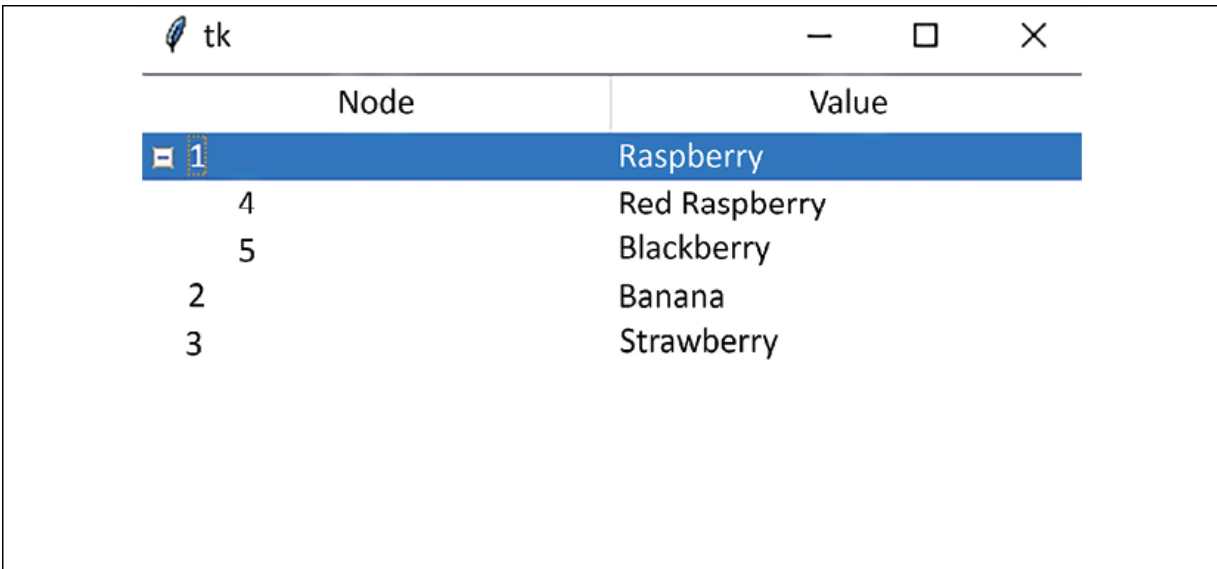 tk
Node Value
1 Raspberry
4 Red Raspberry
5 Blackberry
2 Banana
3 Strawberry